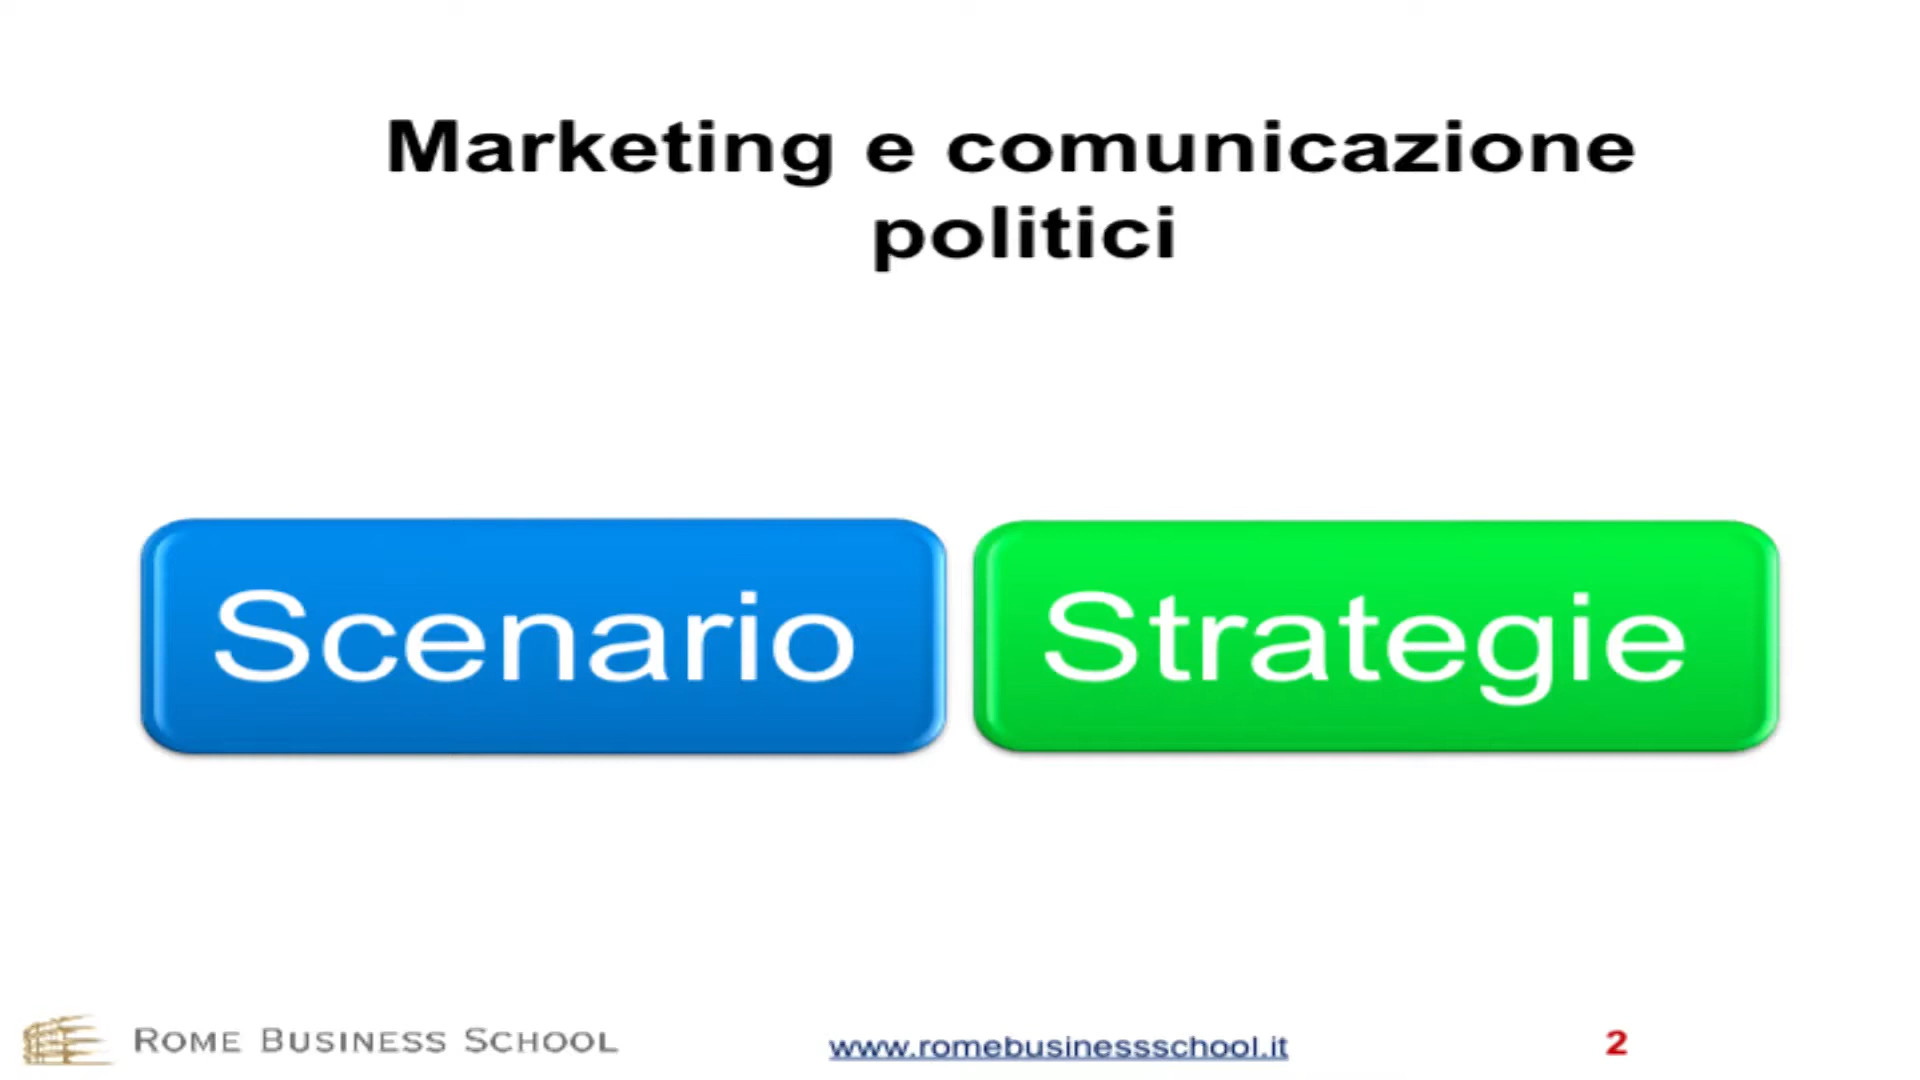 Marketing e comunicazione
politici
Scenario
Strategie
ROME BUSINESS SCHOOL
www.romebusinessschool.it
2